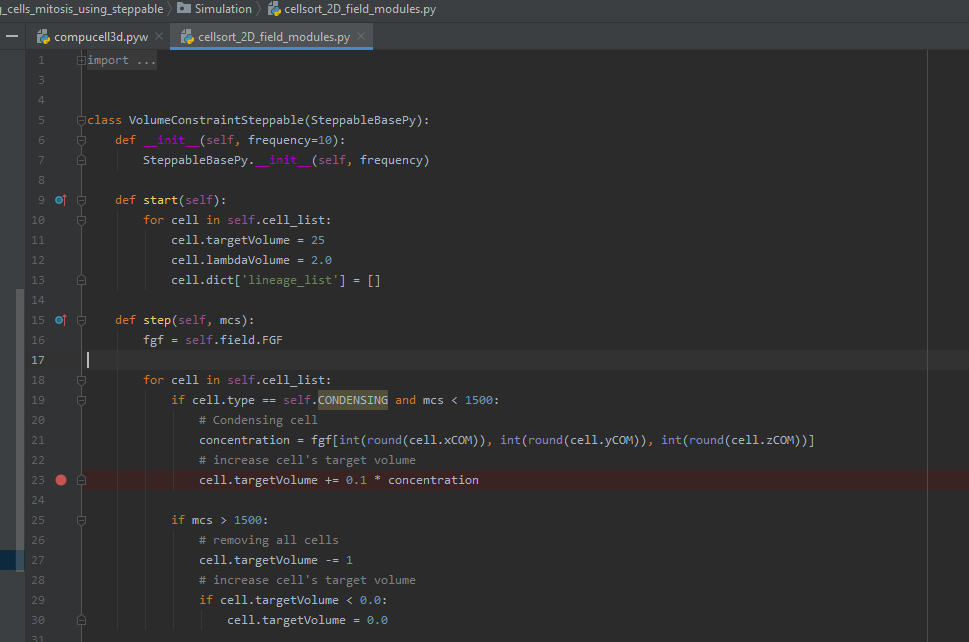 g_cells_mitosis_using_steppable Simulation cellsort_2D_field_modules.py
compucell3d.pyw cellsort_2D_field_modules.py
1 import ...
3
4
5 class VolumeConstraintSteppable(SteppableBasePy):
6 def __init__(self, frequency=10):
7 SteppableBasePy.__init__(self, frequency)
8
9 def start(self):
10 for cell in self.cell_list:
11 cell.targetVolume = 25
12 cell.lambdaVolume = 2.0
13 cell.dict['lineage_list'] = []
14
15 def step(self, mcs):
16 fgf = self.field.FGF
17
18 for cell in self.cell_list:
19 if cell.type == self.CONDENSING and mcs < 1500:
20 # Condensing cell
21 concentration = fgf[int(round(cell.xCOM)), int(round(cell.yCOM)), int(round(cell.zCOM))]
22 # increase cell's target volume
23 cell.targetVolume += 0.1 * concentration
24
25 if mcs > 1500:
26 # removing all cells
27 cell.targetVolume -= 1
28 # increase cell's target volume
29 if cell.targetVolume < 0.0:
30 cell.targetVolume = 0.0
31